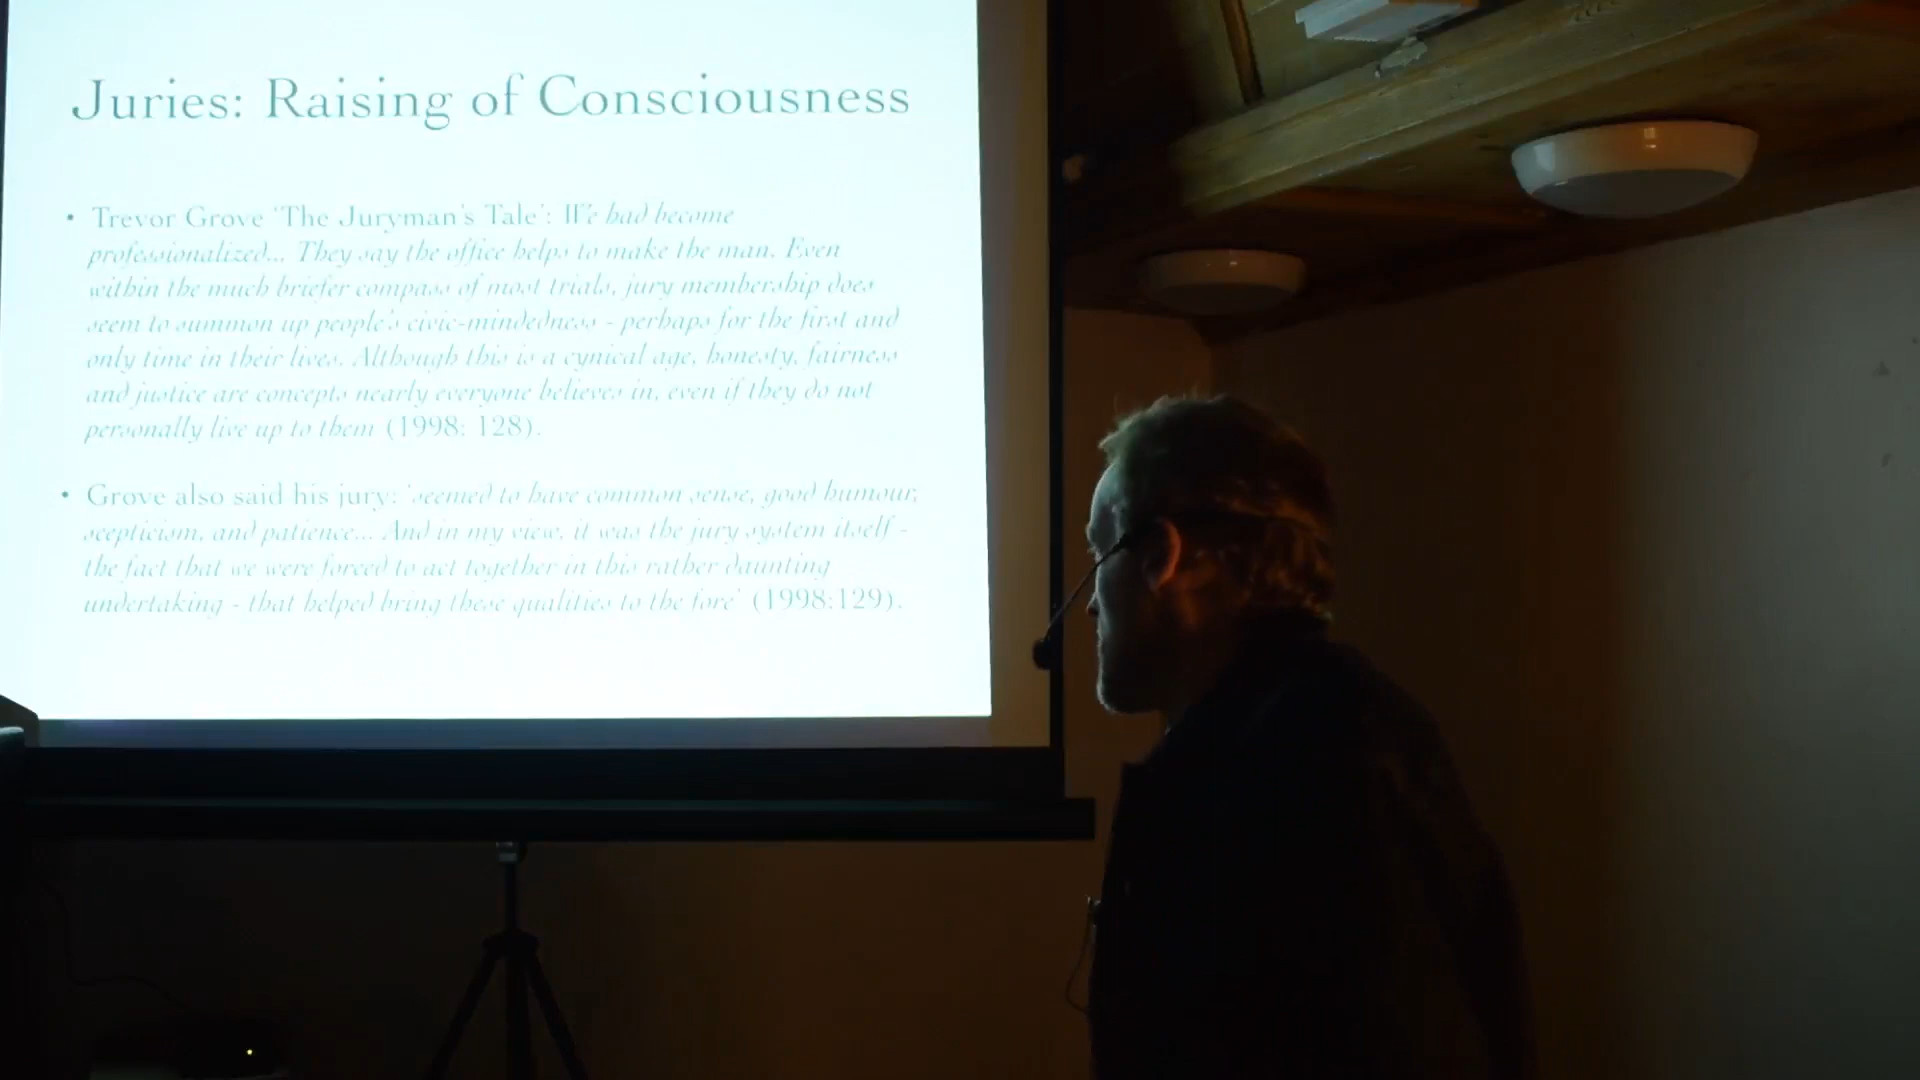 Juries: Raising of Consciousness
• Trevor Grove 'The Juryman's Tale': We had become
professionalized... They say the office helps to make the man. Even
within the much briefer compass of most trials, jury membership does
seem to summon up people's civic-mindedness - perhaps for the first and
only time in their lives. Although this is a cynical age, honesty, fairness
and justice are concepts nearly everyone believes in, even if they do not
personally live up to them (1998: 128).
• Grove also said his jury: 'seemed to have common sense, good humour,
scepticism, and patience... And in my view, it was the jury system itself -
the fact that we were forced to act together in this rather daunting
undertaking - that helped bring these qualities to the fore' (1998:129).